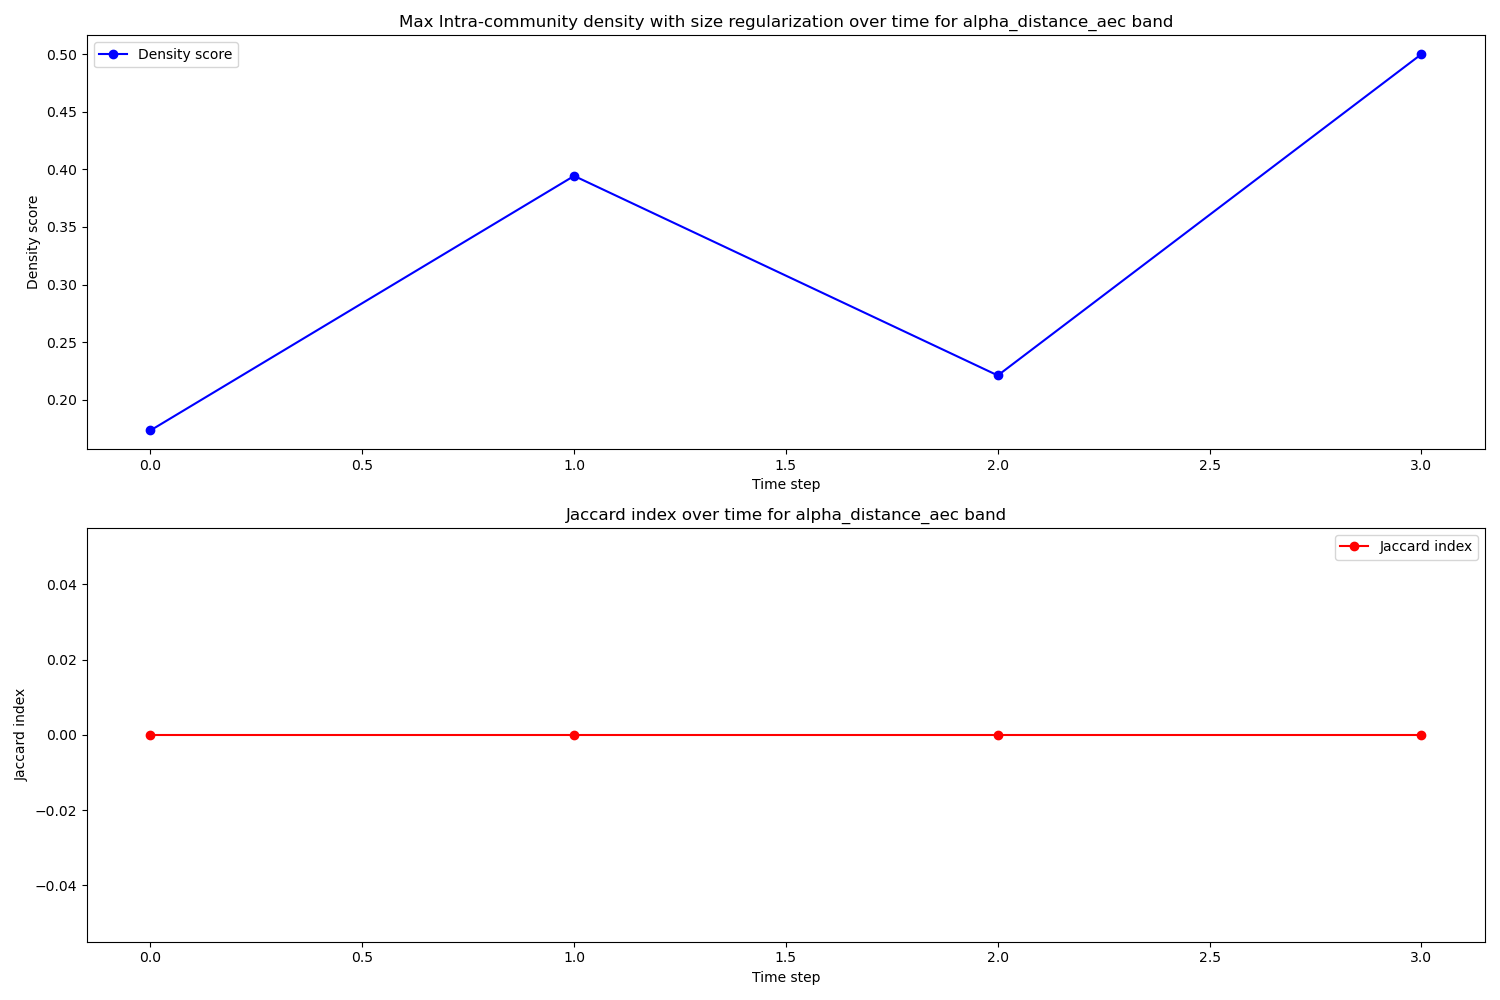 Max Intra-community density with size regularization over time for alpha_distance_aec band
Density score
0.50
0.45
0.40
0.35
0.30
0.25
0.20
Density score
0.0 0.5 1.0 1.5 2.0 2.5 3.0
Time step
Jaccard index over time for alpha_distance_aec band
Jaccard index
0.04
0.02
0.00
−0.02
−0.04
Jaccard index
0.0 0.5 1.0 1.5 2.0 2.5 3.0
Time step